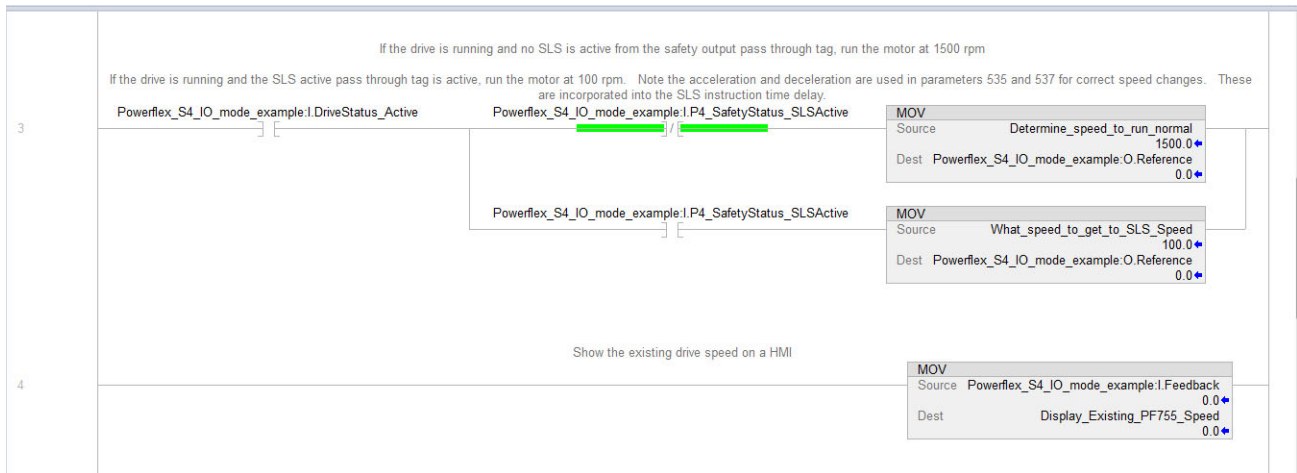 If the drive is running and no SLS is active from the safety output pass through tag, run the motor at 1500 rpm
If the drive is running and the SLS active pass through tag is active, run the motor at 100 rpm. Note the acceleration and deceleration are used in parameters 535 and 537 for correct speed changes. These
are incorporated into the SLS instruction time delay.
3
Powerflex_S4_IO_mode_example:I.DriveStatus_Active
Powerflex_S4_IO_mode_example:I.P4_SafetyStatus_SLSActive
/
MOV
Source Determine_speed_to_run_normal
1500.0
Dest Powerflex_S4_IO_mode_example:O.Reference
0.0
Powerflex_S4_IO_mode_example:I.P4_SafetyStatus_SLSActive
MOV
Source What_speed_to_get_to_SLS_Speed
100.0
Dest Powerflex_S4_IO_mode_example:O.Reference
0.0
Show the existing drive speed on a HMI
4
MOV
Source Powerflex_S4_IO_mode_example:I.Feedback
0.0
Dest Display_Existing_PF755_Speed
0.0